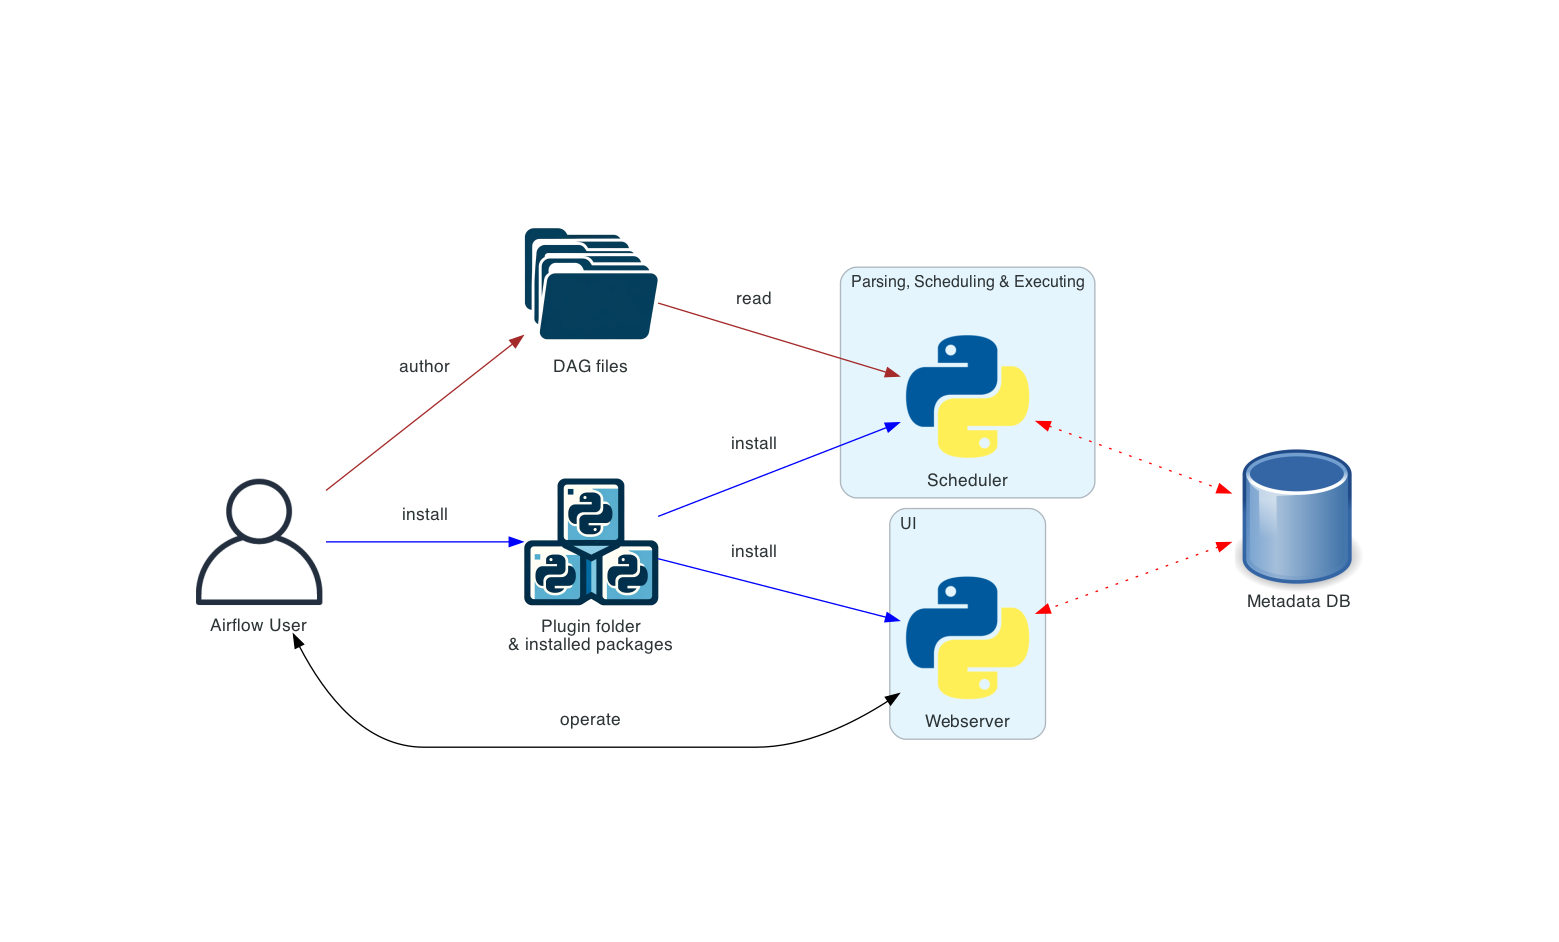 read
Parsing, Scheduling & Executing
author
DAG files
install
Scheduler
install
UI
install
Airflow User
Plugin folder
& installed packages
Metadata DB
operate
Webserver